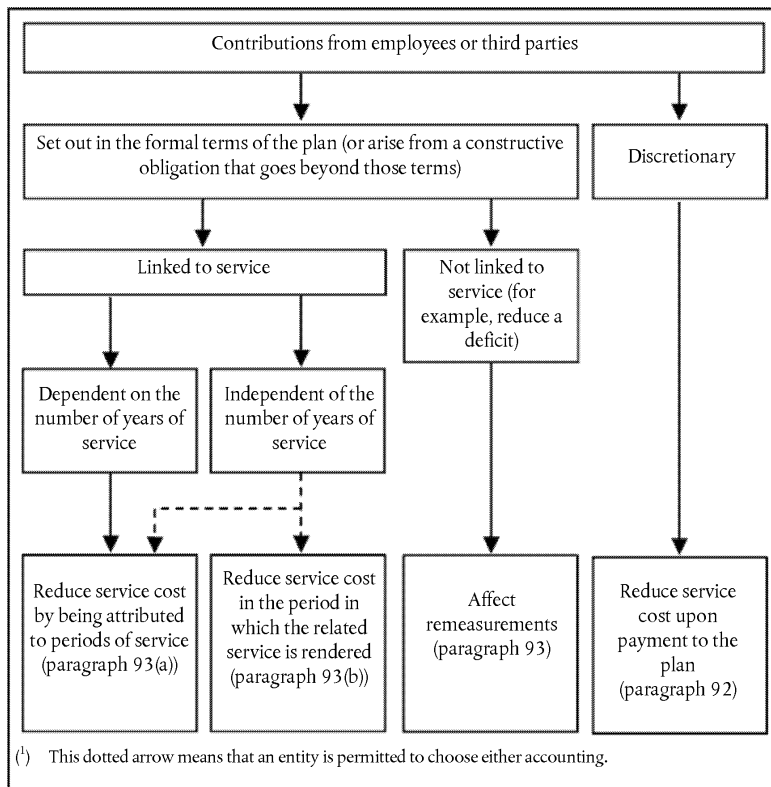 Contributions from employees or third parties
Set out in the formal terms of the plan (or arise from a constructive
obligation that goes beyond those terms)
Discretionary
Linked to service
Not linked to
service (for
example, reduce a
deficit)
Dependent on the
number of years of
service
Independent of the
number of years of
service
Reduce service cost
by being attributed
to periods of service
(paragraph 93(a))
Reduce service cost
in the period in
which the related
service is rendered
(paragraph 93(b))
Affect
remeasurements
(paragraph 93)
Reduce service
cost upon
payment to the
plan
(paragraph 92)
(¹) This dotted arrow means that an entity is permitted to choose either accounting.